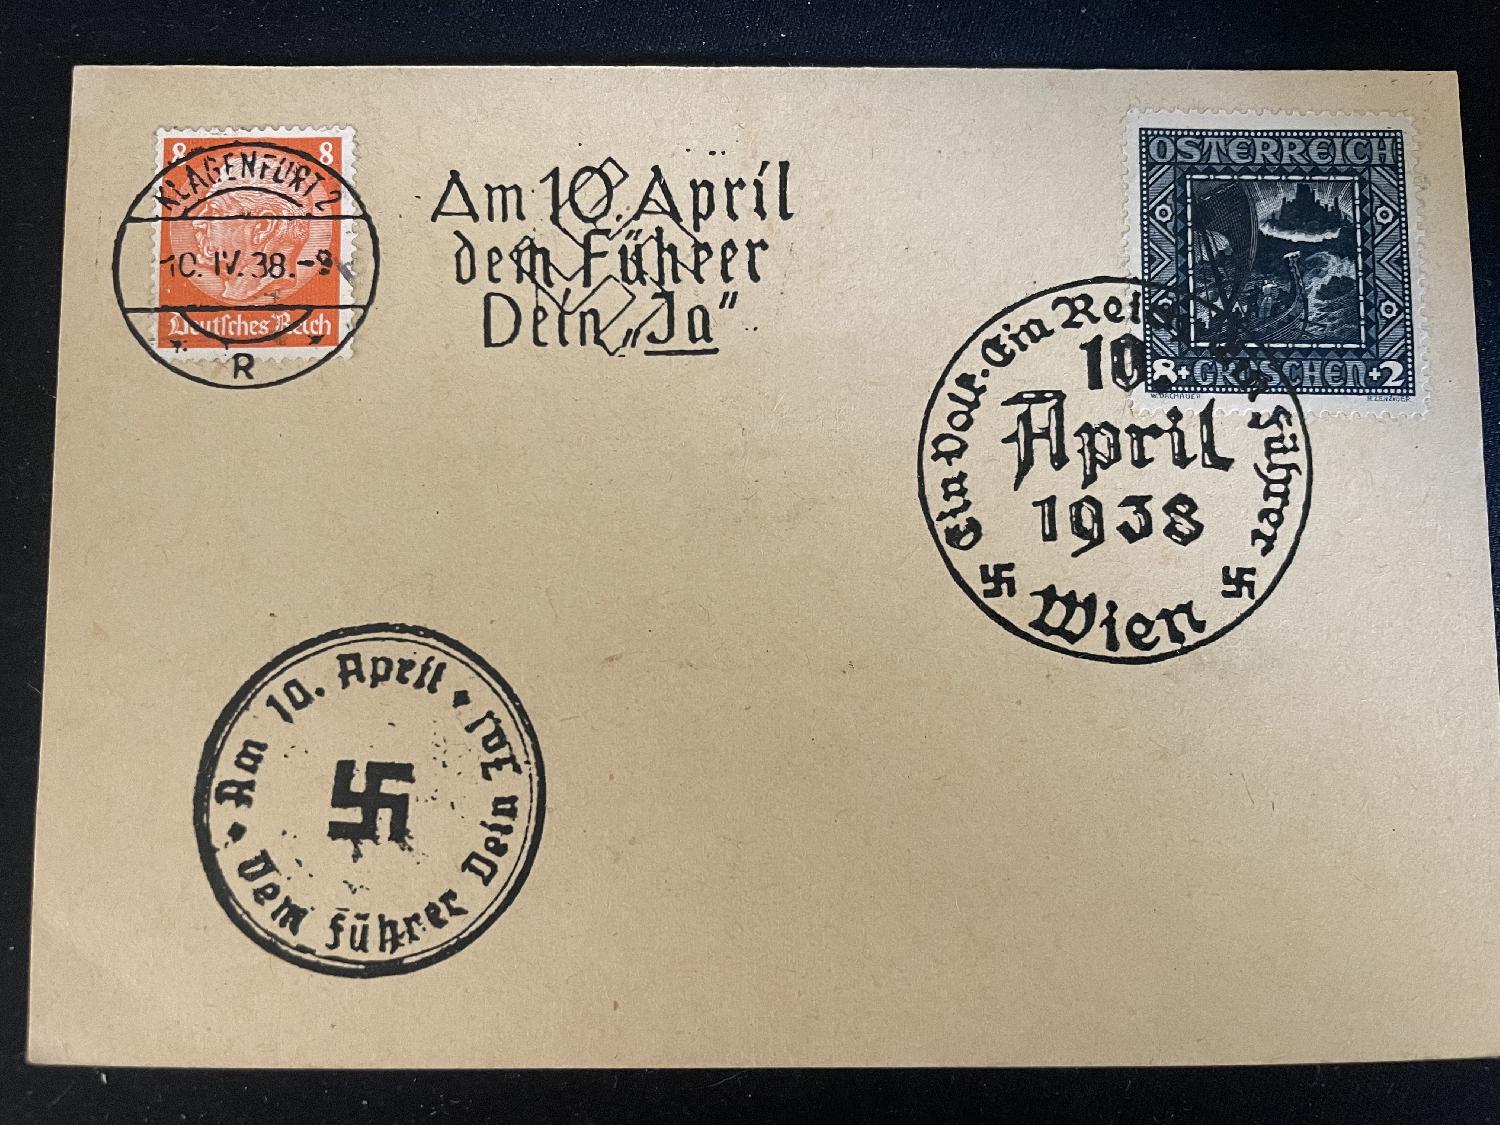 8 8
KLAGENFURT 2
10. IV. 38.-9
Deutsches Reich
R
Am 10. April
dem Führer
Dein „Ja“
ÖSTERREICH
8+ GROSCHEN +2
W. DACHAUER
Ein Volk. Ein Reich. Ein Führer
10.
April
1938
Wien
Am 10. April
Dem Führer Dein Ja!